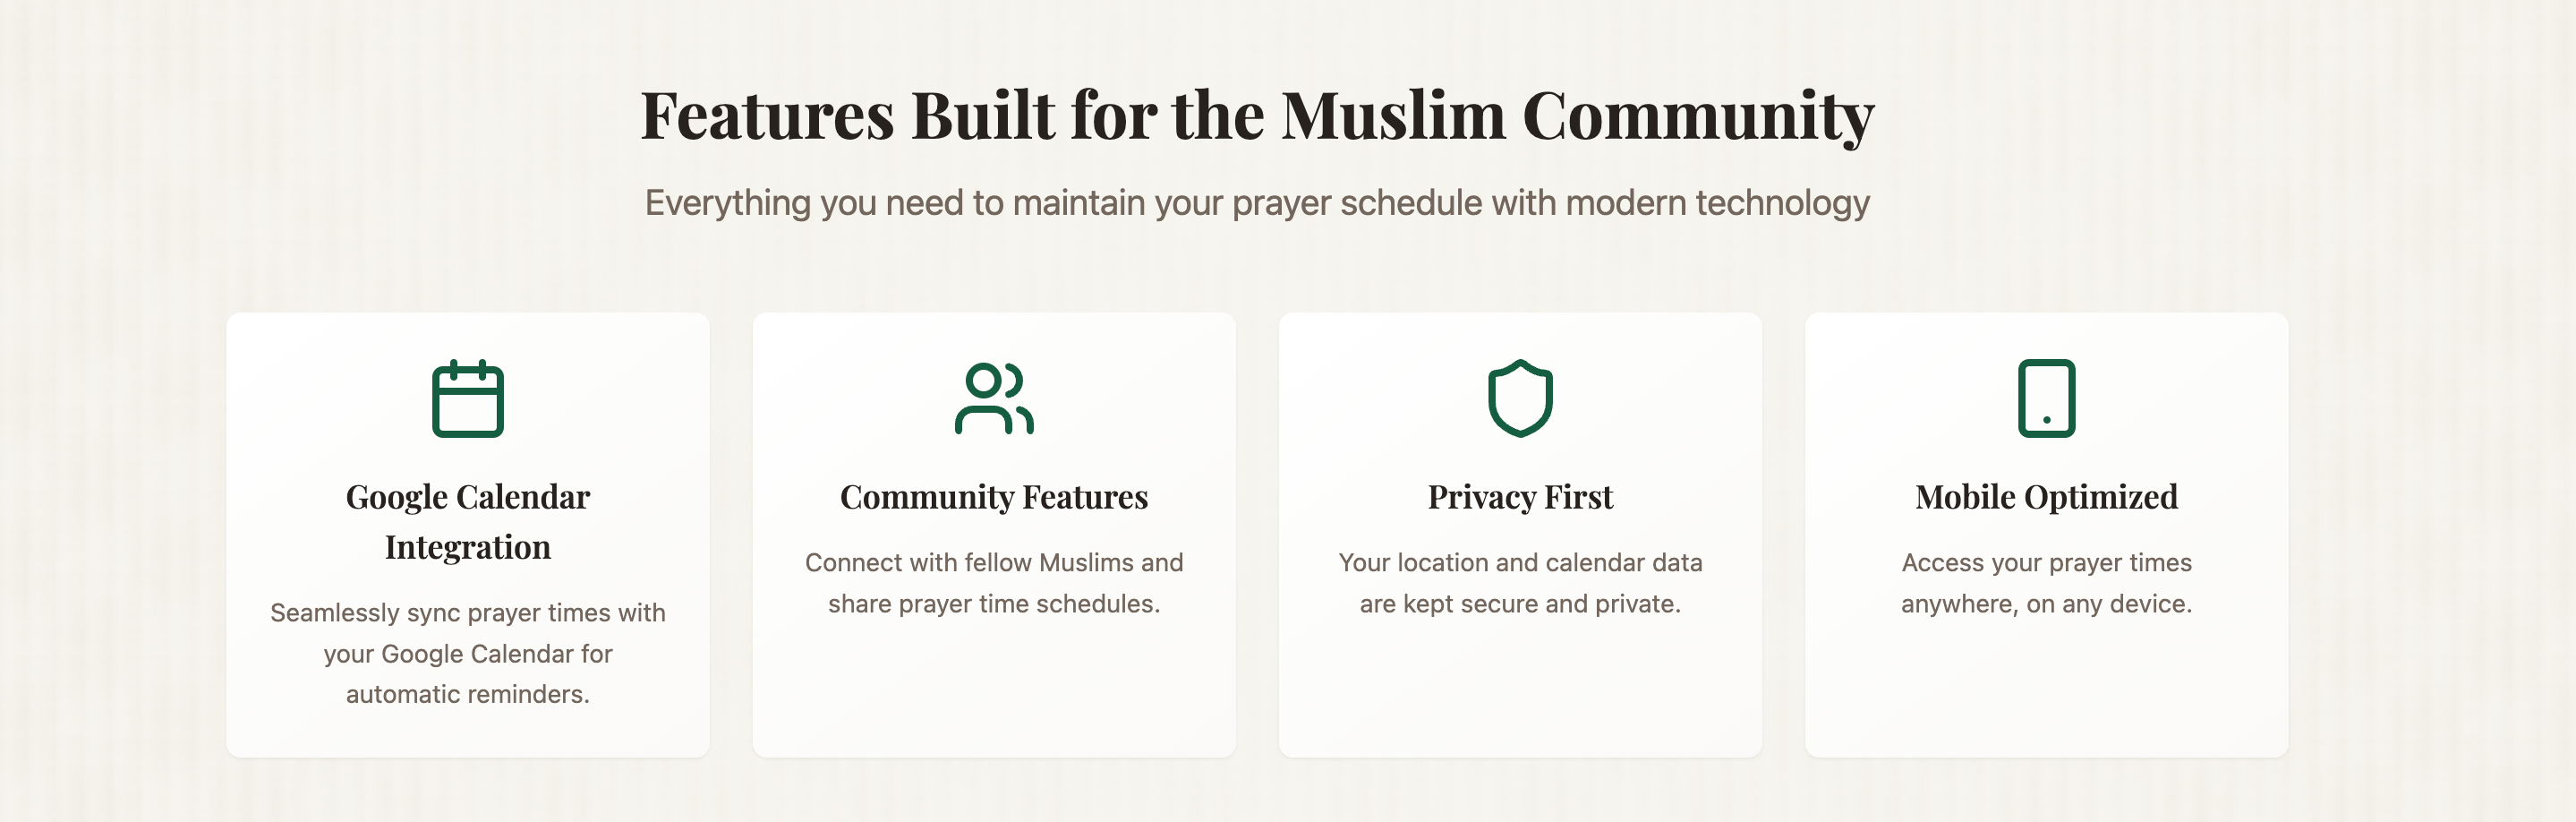 Features Built for the Muslim Community
Everything you need to maintain your prayer schedule with modern technology
Google Calendar
Integration
Seamlessly sync prayer times with
your Google Calendar for
automatic reminders.
Community Features
Connect with fellow Muslims and
share prayer time schedules.
Privacy First
Your location and calendar data
are kept secure and private.
Mobile Optimized
Access your prayer times
anywhere, on any device.